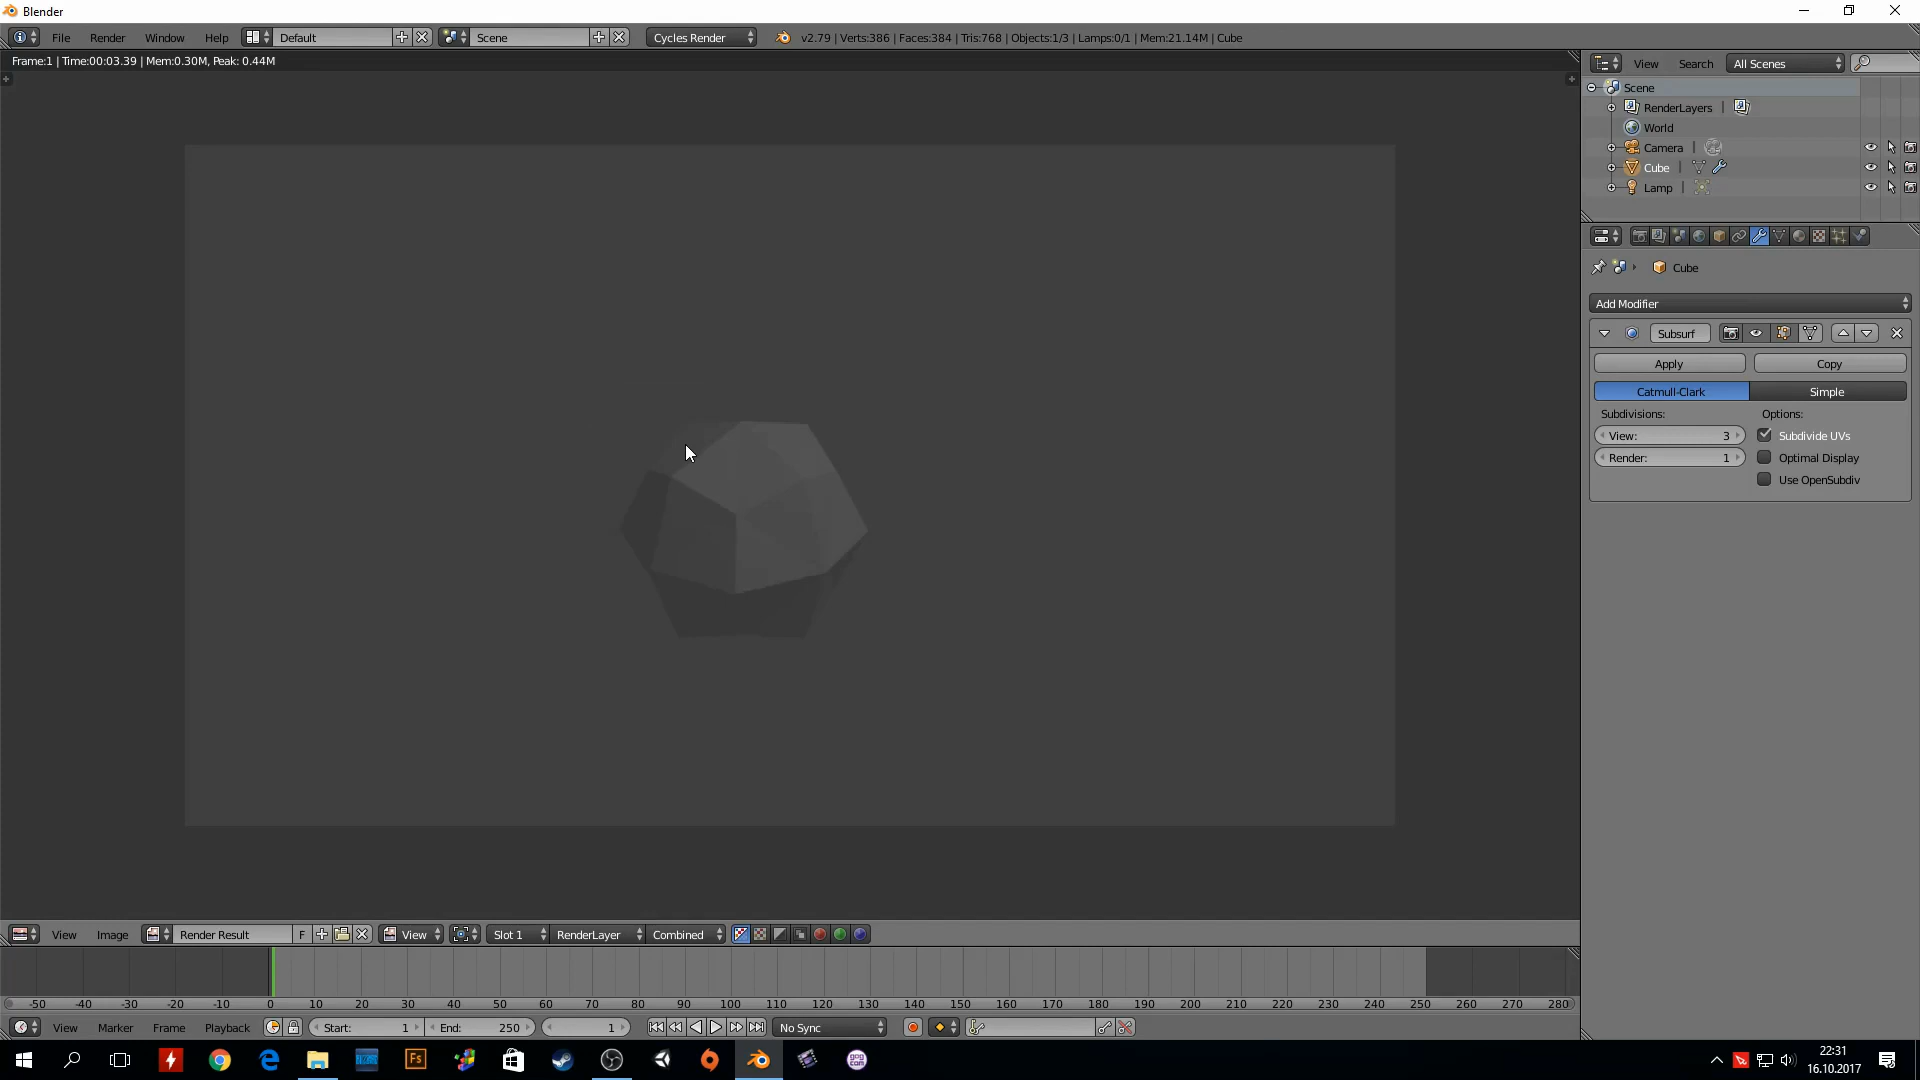 Blender
File Render Window Help Default Scene Cycles Render v2.79 | Verts:386 | Faces:384 | Tris:768 | Objects:1/3 | Lamps:0/1 | Mem:21.14M | Cube
Frame:1 | Time:00:03.39 | Mem:0.30M, Peak: 0.44M
View Search All Scenes
Scene
RenderLayers |
World
Camera |
Cube |
Lamp |
Cube
Add Modifier
Subsurf
Apply Copy
Catmull-Clark Simple
Subdivisions: Options:
View: 3 Subdivide UVs
Render: 1 Optimal Display
Use OpenSubdiv
View Image Render Result F View Slot 1 RenderLayer Combined
-50 -40 -30 -20 -10 0 10 20 30 40 50 60 70 80 90 100 110 120 130 140 150 160 170 180 190 200 210 220 230 240 250 260 270 280
View Marker Frame Playback Start: 1 End: 250 1 No Sync
Fs
22:31
16.10.2017